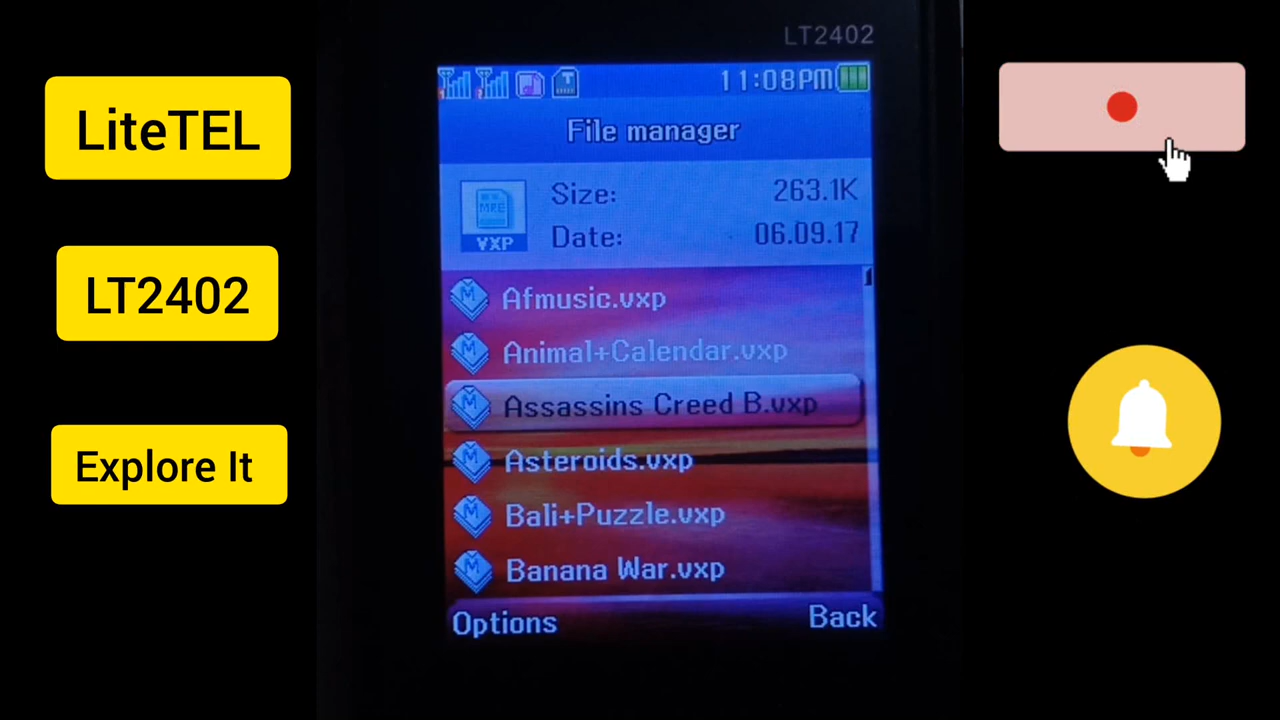 LT2402
11:08PM
LiteTEL
File manager
Size: 263.1K
VXP
Date: 06.09.17
LT2402
Afmusic.vxp
Animal+Calendar.vxp
Assassins Creed B.vxp
Explore It
Asteroids.vxp
Bali+Puzzle.vxp
Banana War.vxp
Options
Back